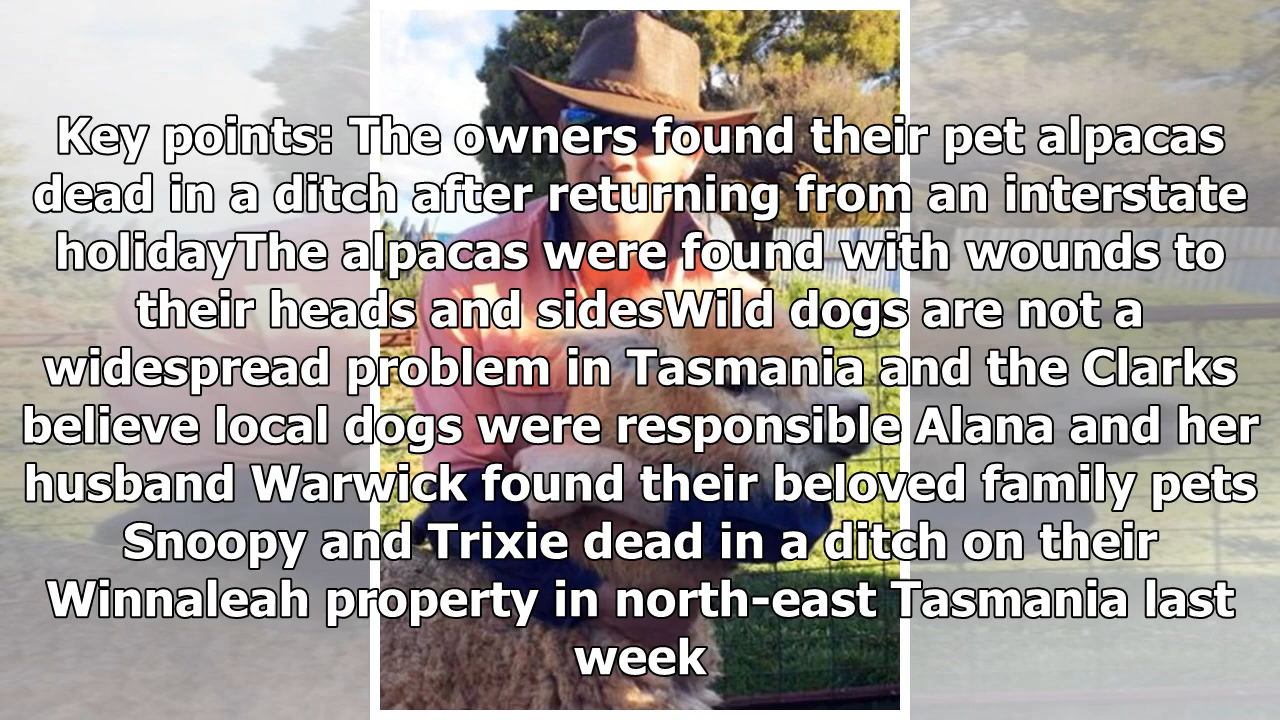 Key points: The owners found their pet alpacas
dead in a ditch after returning from an interstate
holidayThe alpacas were found with wounds to
their heads and sidesWild dogs are not a
widespread problem in Tasmania and the Clarks
believe local dogs were responsible Alana and her
husband Warwick found their beloved family pets
Snoopy and Trixie dead in a ditch on their
Winnaleah property in north-east Tasmania last
week